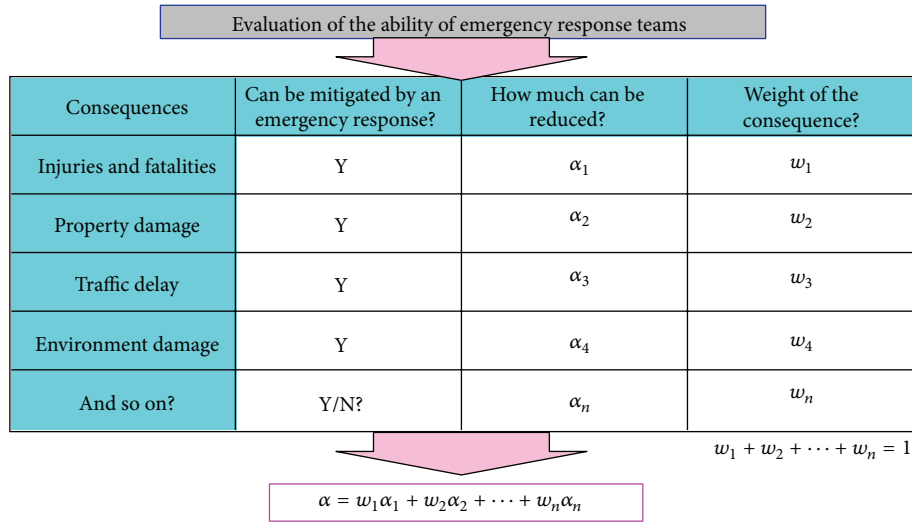 Evaluation of the ability of emergency response teams
Consequences
Can be mitigated by an
emergency response?
How much can be
reduced?
Weight of the
consequence?
Injuries and fatalities
Y
α₁
w₁
Property damage
Y
α₂
w₂
Traffic delay
Y
α₃
w₃
Environment damage
Y
α₄
w₄
And so on?
Y/N?
αₙ
wₙ
w₁ + w₂ + ··· + wₙ = 1
α = w₁α₁ + w₂α₂ + ··· + wₙαₙ